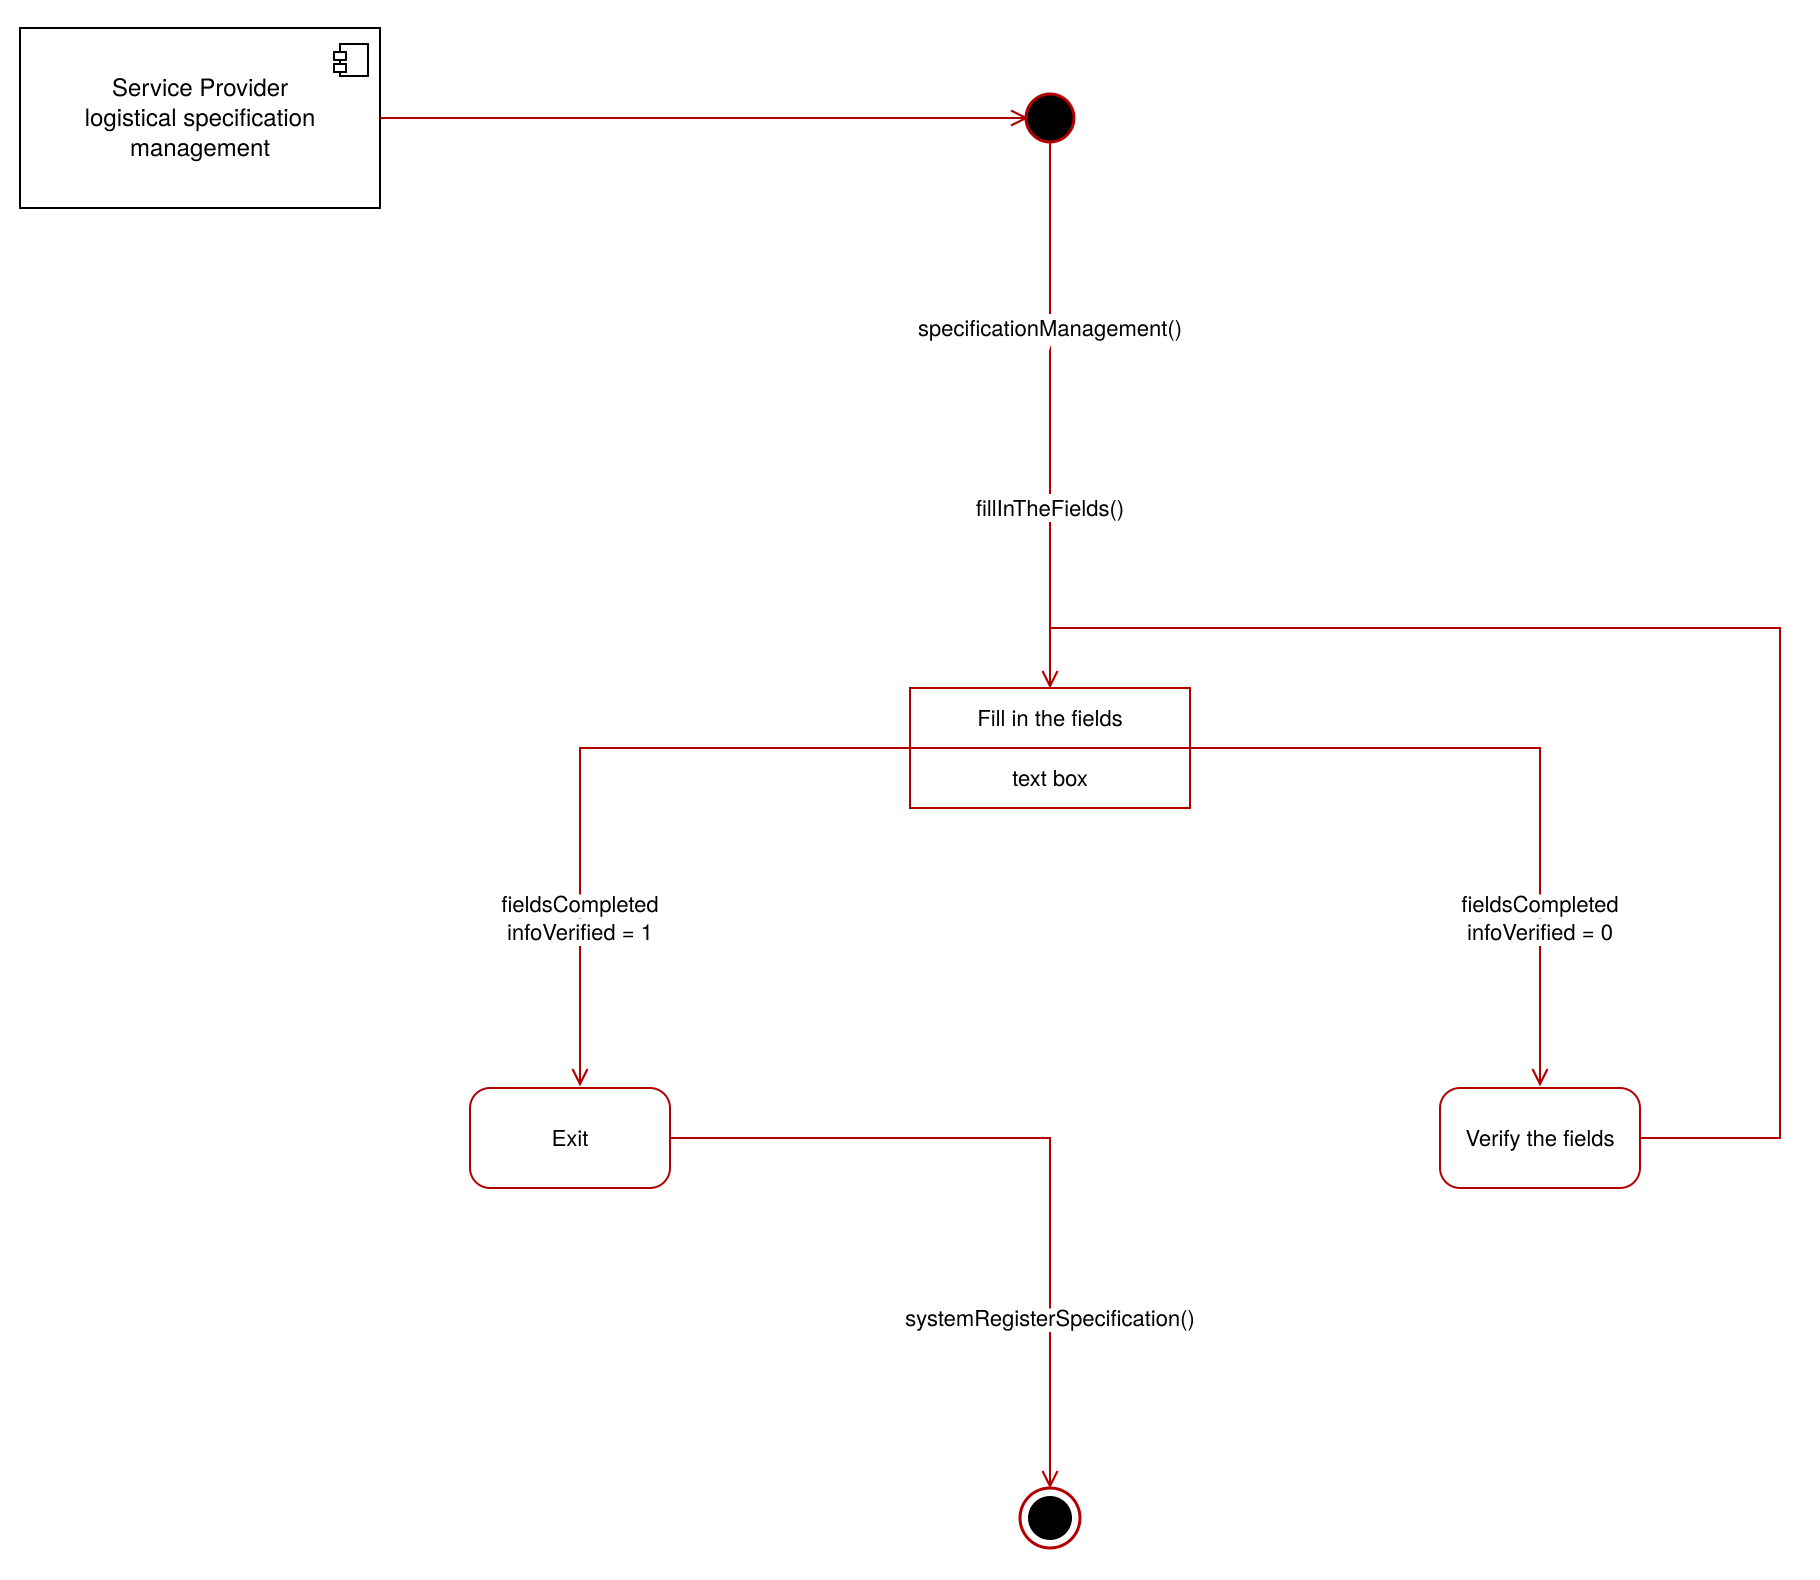 Service Provider
logistical specification
management
specificationManagement()
fillInTheFields()
Fill in the fields
text box
fieldsCompleted
infoVerified = 1
fieldsCompleted
infoVerified = 0
Exit
Verify the fields
systemRegisterSpecification()